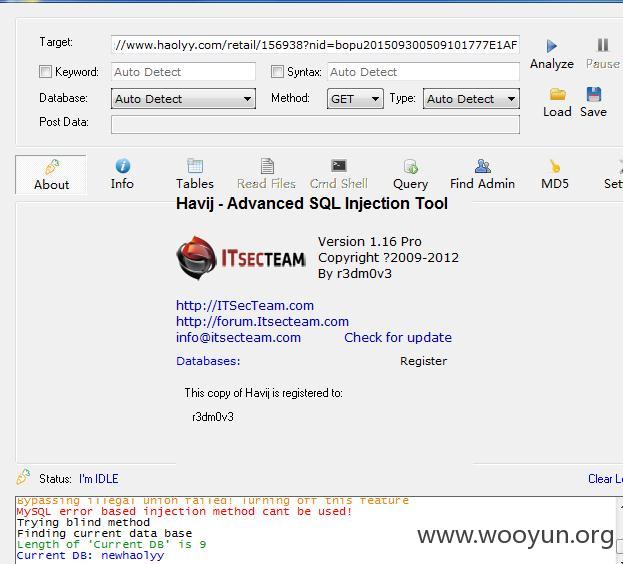 Target: ://www.haolyy.com/retail/156938?nid=bopu201509300509101777E1AF
Analyze Pause
Keyword: Auto Detect Syntax: Auto Detect
Database: Auto Detect Method: GET Type: Auto Detect
Load Save
Post Data:
About Info Tables Read Files Cmd Shell Query Find Admin MD5 Set
Havij - Advanced SQL Injection Tool
ITSECTEAM
Version 1.16 Pro
Copyright ?2009-2012
By r3dm0v3
http://ITSecTeam.com
http://forum.Itsecteam.com
info@itsecteam.com Check for update
Databases: Register
This copy of Havij is registered to:
r3dm0v3
Status: I'm IDLE Clear L
Bypassing illegal union failed! Turning off this feature
MySQL error based injection method cant be used!
Trying blind method
Finding current data base
Length of 'Current DB' is 9
Current DB: newhaolyy
www.wooyun.org